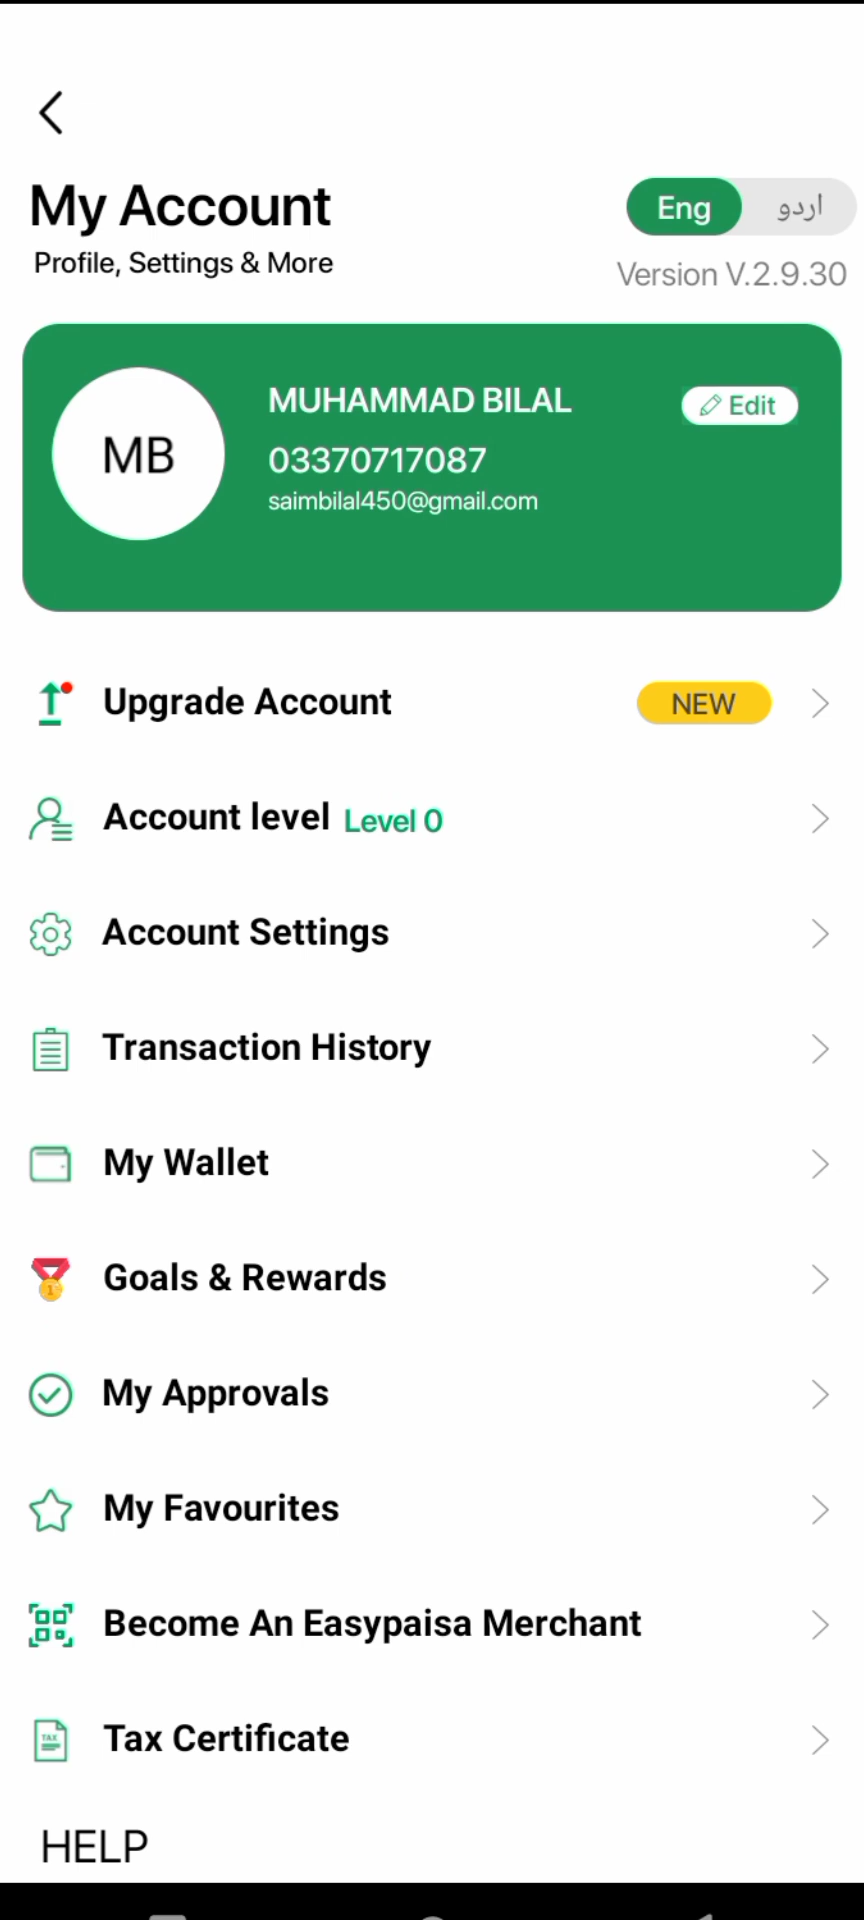 My Account
Eng اردو
Profile, Settings & More
Version V.2.9.30
MB
MUHAMMAD BILAL
Edit
03370717087
saimbilal450@gmail.com
Upgrade Account NEW
Account level Level 0
Account Settings
Transaction History
My Wallet
Goals & Rewards
1
My Approvals
My Favourites
Become An Easypaisa Merchant
TAX
Tax Certificate
HELP